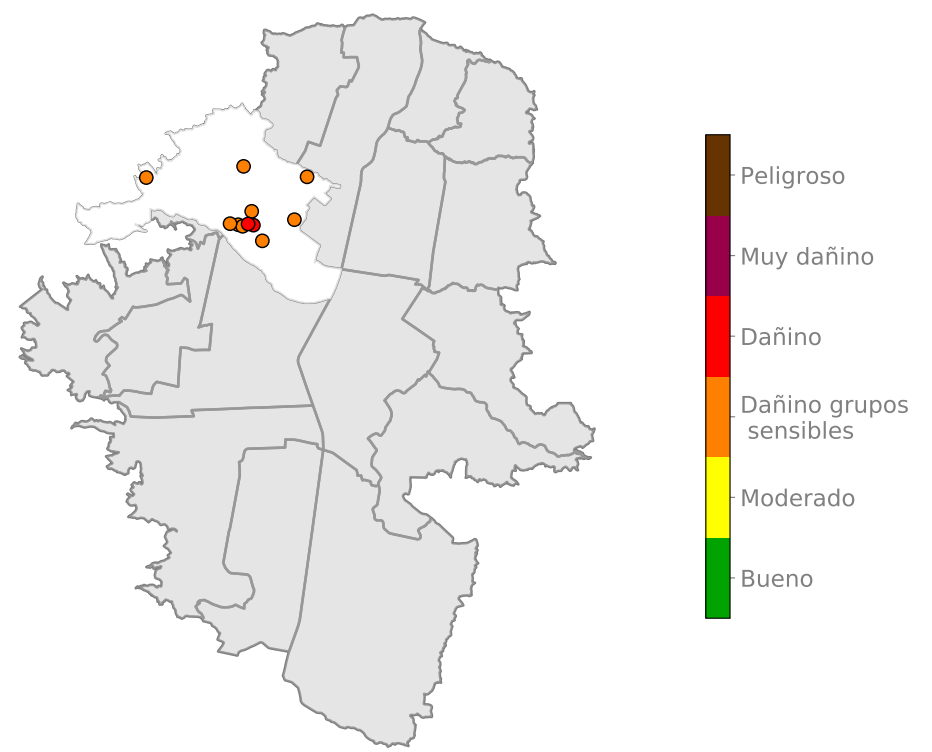 Peligroso
Muy dañino
Dañino
Dañino grupos
sensibles
Moderado
Bueno